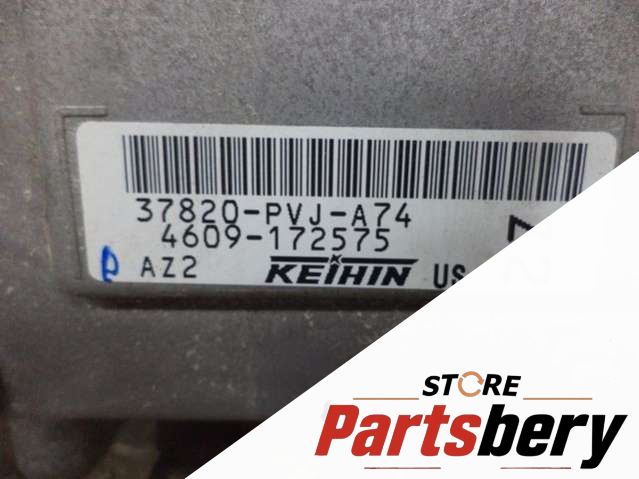 37820-PVJ-A74
4609-172575
AZ2 KEIHIN US
STORE
Partsbery